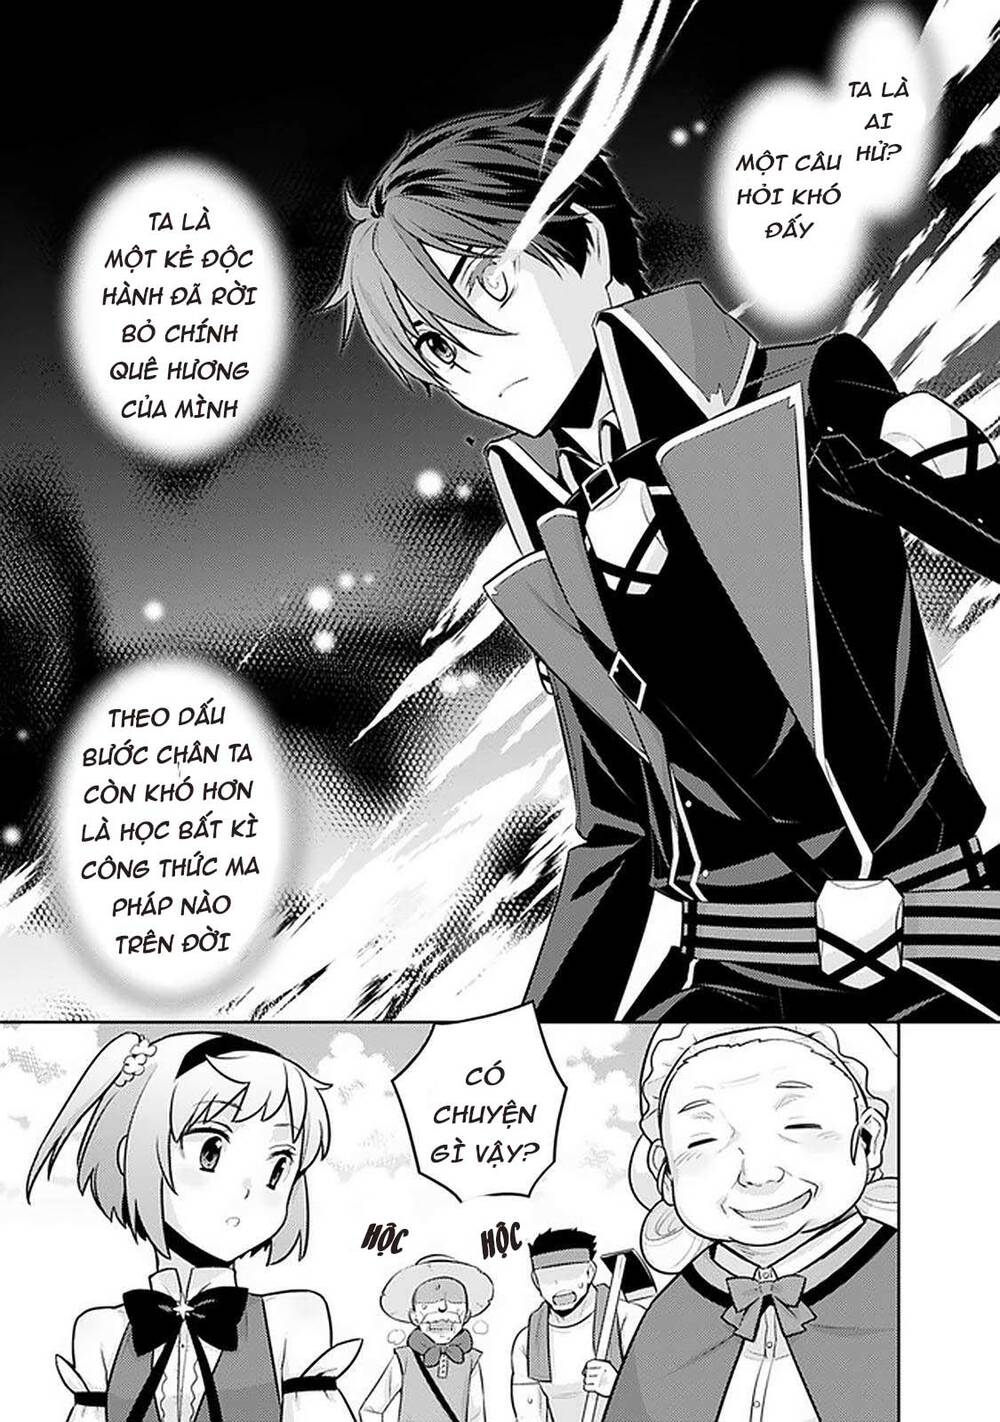 TA LÀ
AI
HỬ?
MỘT CÂU
HỎI KHÓ
ĐẤY
TA LÀ
MỘT KẺ ĐỘC
HÀNH ĐÃ RỜI
BỎ CHÍNH
QUÊ HƯƠNG
CỦA MÌNH
THEO DẤU
BƯỚC CHÂN TA
CÒN KHÓ HƠN
LÀ HỌC BẤT KÌ
CÔNG THỨC MA
PHÁP NÀO
TRÊN ĐỜI
CÓ
CHUYỆN
GÌ VẬY?
HỘC
HỘC